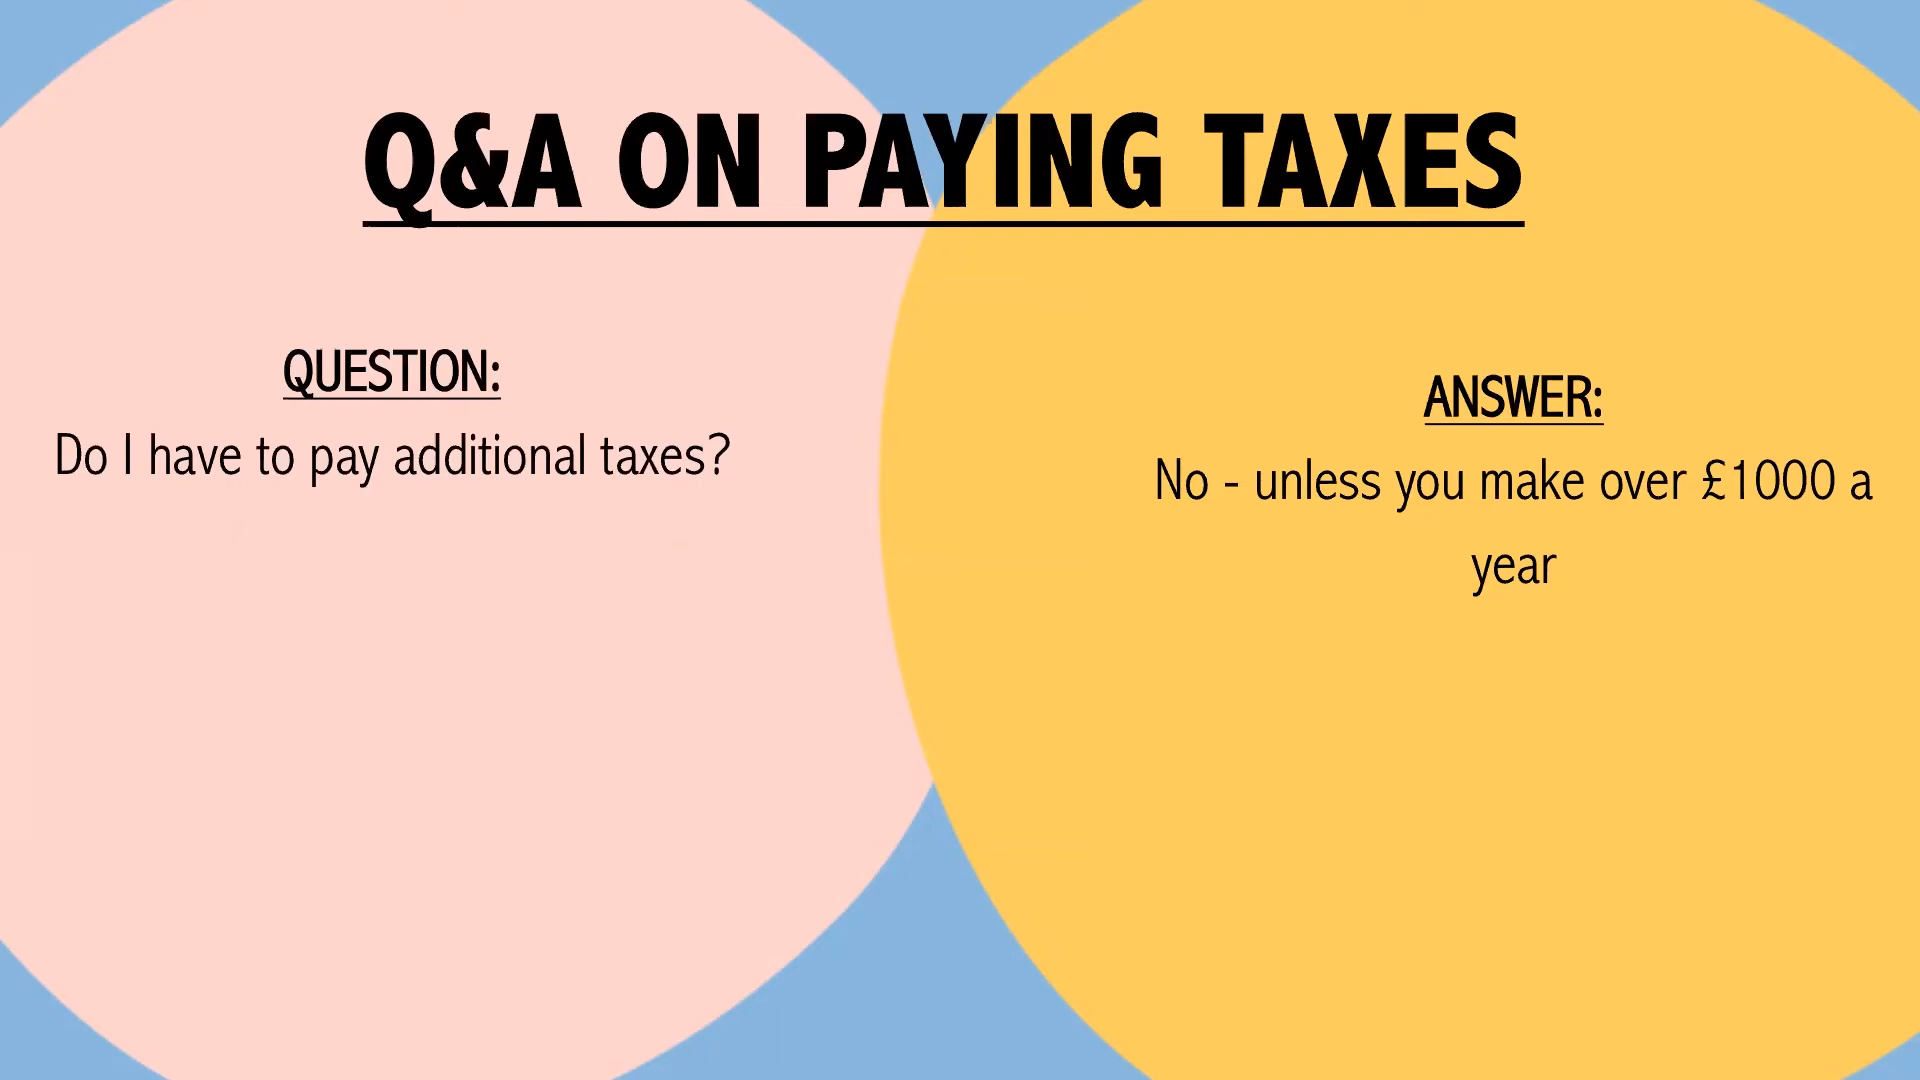 Q&A ON PAYING TAXES
QUESTION:
Do I have to pay additional taxes?
ANSWER:
No - unless you make over £1000 a
year